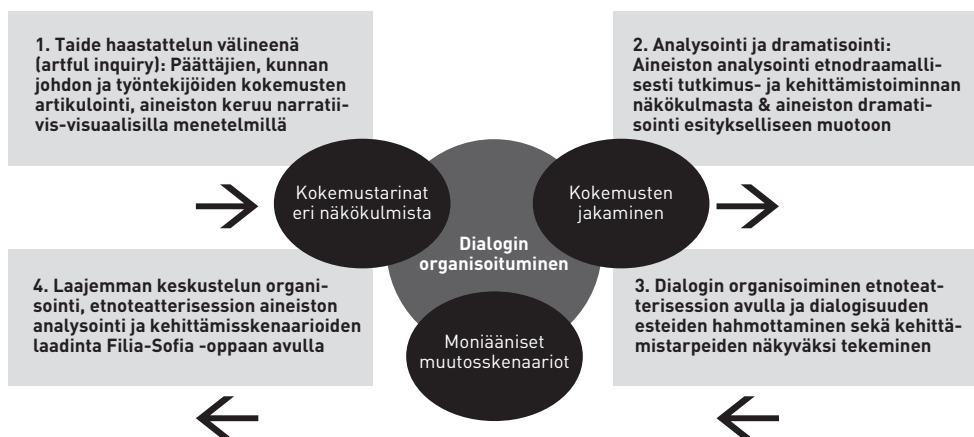 1. Taide haastattelun välineenä
(artful inquiry): Päättäjien, kunnan
johdon ja työntekijöiden kokemusten
artikulointi, aineiston keruu narratii-
vis-visuaalisilla menetelmillä
2. Analysointi ja dramatisointi:
Aineiston analysointi etnodraamalli-
sesti tutkimus- ja kehittämistoiminnan
näkökulmasta & aineiston dramati-
sointi esitykselliseen muotoon
Kokemustarinat
eri näkökulmista
Kokemusten
jakaminen
Dialogin
organisoituminen
Moniääniset
muutosskenaariot
3. Dialogin organisoiminen etnoteat-
terisession avulla ja dialogisuuden
esteiden hahmottaminen sekä kehittä-
mistarpeiden näkyväksi tekeminen
4. Laajemman keskustelun organi-
sointi, etnoteatterisession aineiston
analysointi ja kehittämisskenaarioiden
laadinta Filia-Sofia -oppaan avulla